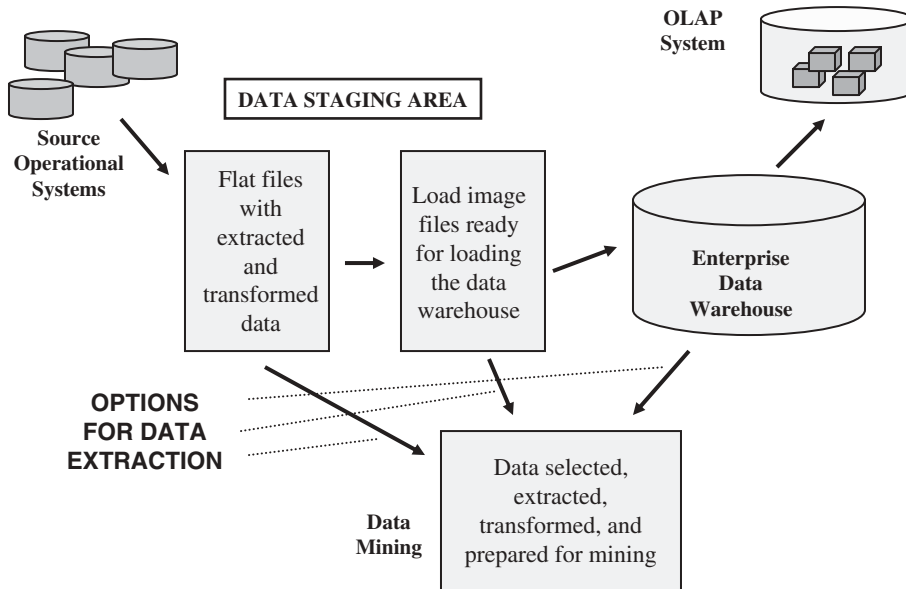 OLAP
System
DATA STAGING AREA
Source
Operational
Systems
Flat files
with
extracted
and
transformed
data
Load image
files ready
for loading
the data
warehouse
Enterprise
Data
Warehouse
OPTIONS
FOR DATA
EXTRACTION
Data
Mining
Data selected,
extracted,
transformed, and
prepared for mining